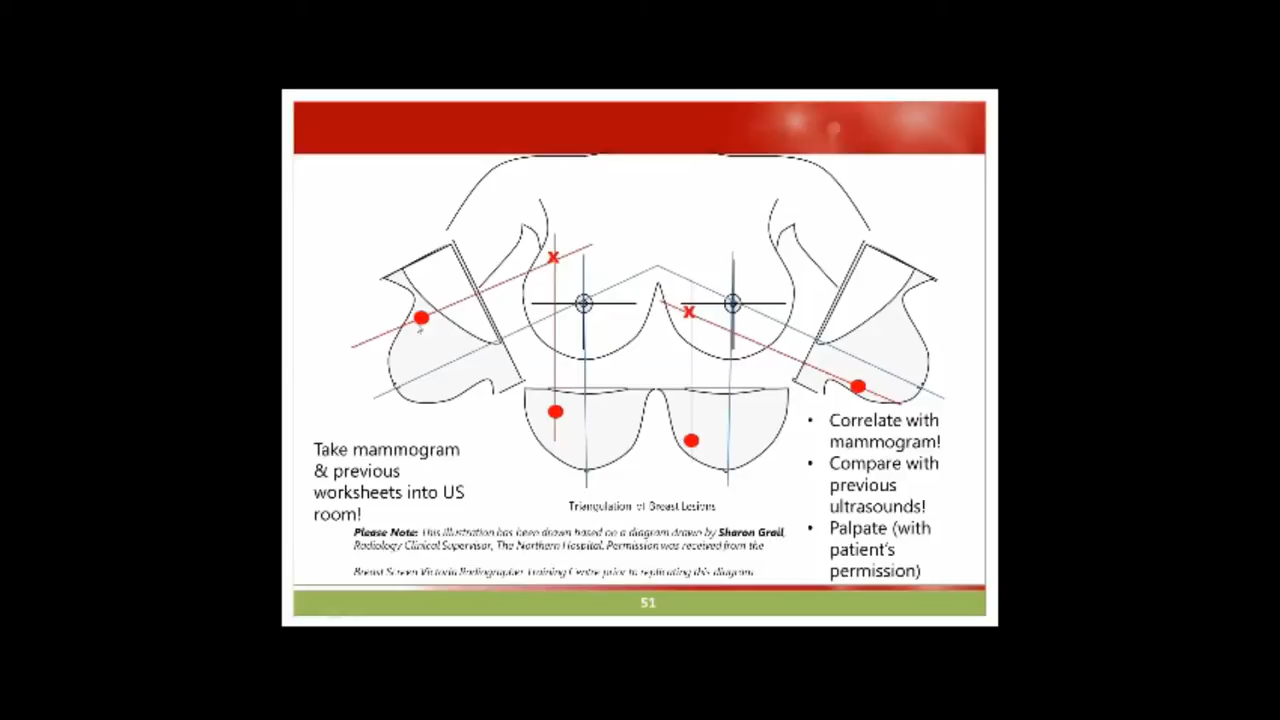 X
X
Take mammogram
& previous
worksheets into US
room!
Triangulation of Breast Lesions
Please Note: This illustration has been drawn based on a diagram drawn by Sharon Grail,
Radiology Clinical Supervisor, The Northern Hospital. Permission was received from the
Breast Screen Victoria Radiographer Training Centre prior to replicating this diagram
• Correlate with
mammogram!
• Compare with
previous
ultrasounds!
• Palpate (with
patient's
permission)
51